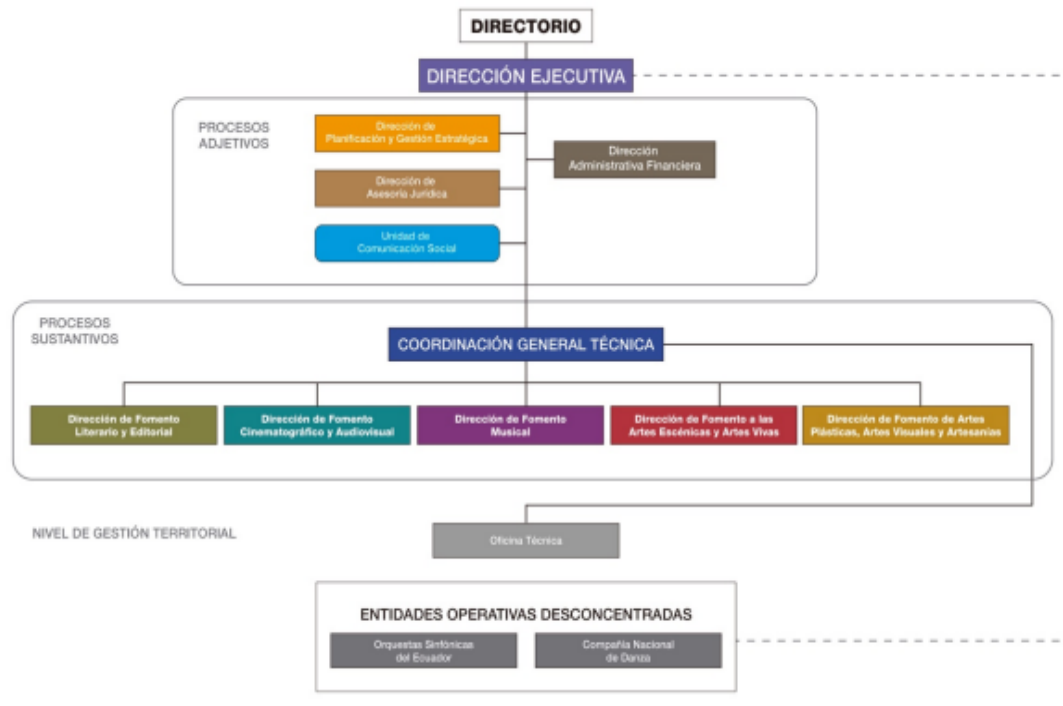 DIRECTORIO
DIRECCIÓN EJECUTIVA
PROCESOS
ADJETIVOS
Dirección de
Planificación y Gestión Estratégica
Dirección
Administrativa Financiera
Dirección de
Asesoría Jurídica
Unidad de
Comunicación Social
PROCESOS
SUSTANTIVOS
COORDINACIÓN GENERAL TÉCNICA
Dirección de Fomento
Literario y Editorial
Dirección de Fomento
Cinematográfico y Audiovisual
Dirección de Fomento
Musical
Dirección de Fomento a las
Artes Escénicas y Artes Vivas
Dirección de Fomento de Artes
Plásticas, Artes Visuales y Artesanías
NIVEL DE GESTIÓN TERRITORIAL
Oficina Técnica
ENTIDADES OPERATIVAS DESCONCENTRADAS
Orquestas Sinfónicas
del Ecuador
Compañía Nacional
de Danza